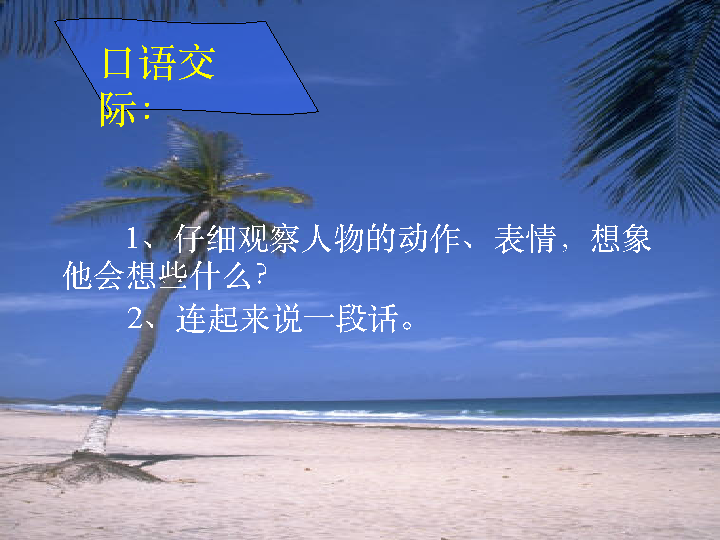 口语交
际：
1、仔细观察人物的动作、表情，想象
他会想些什么？
2、连起来说一段话。